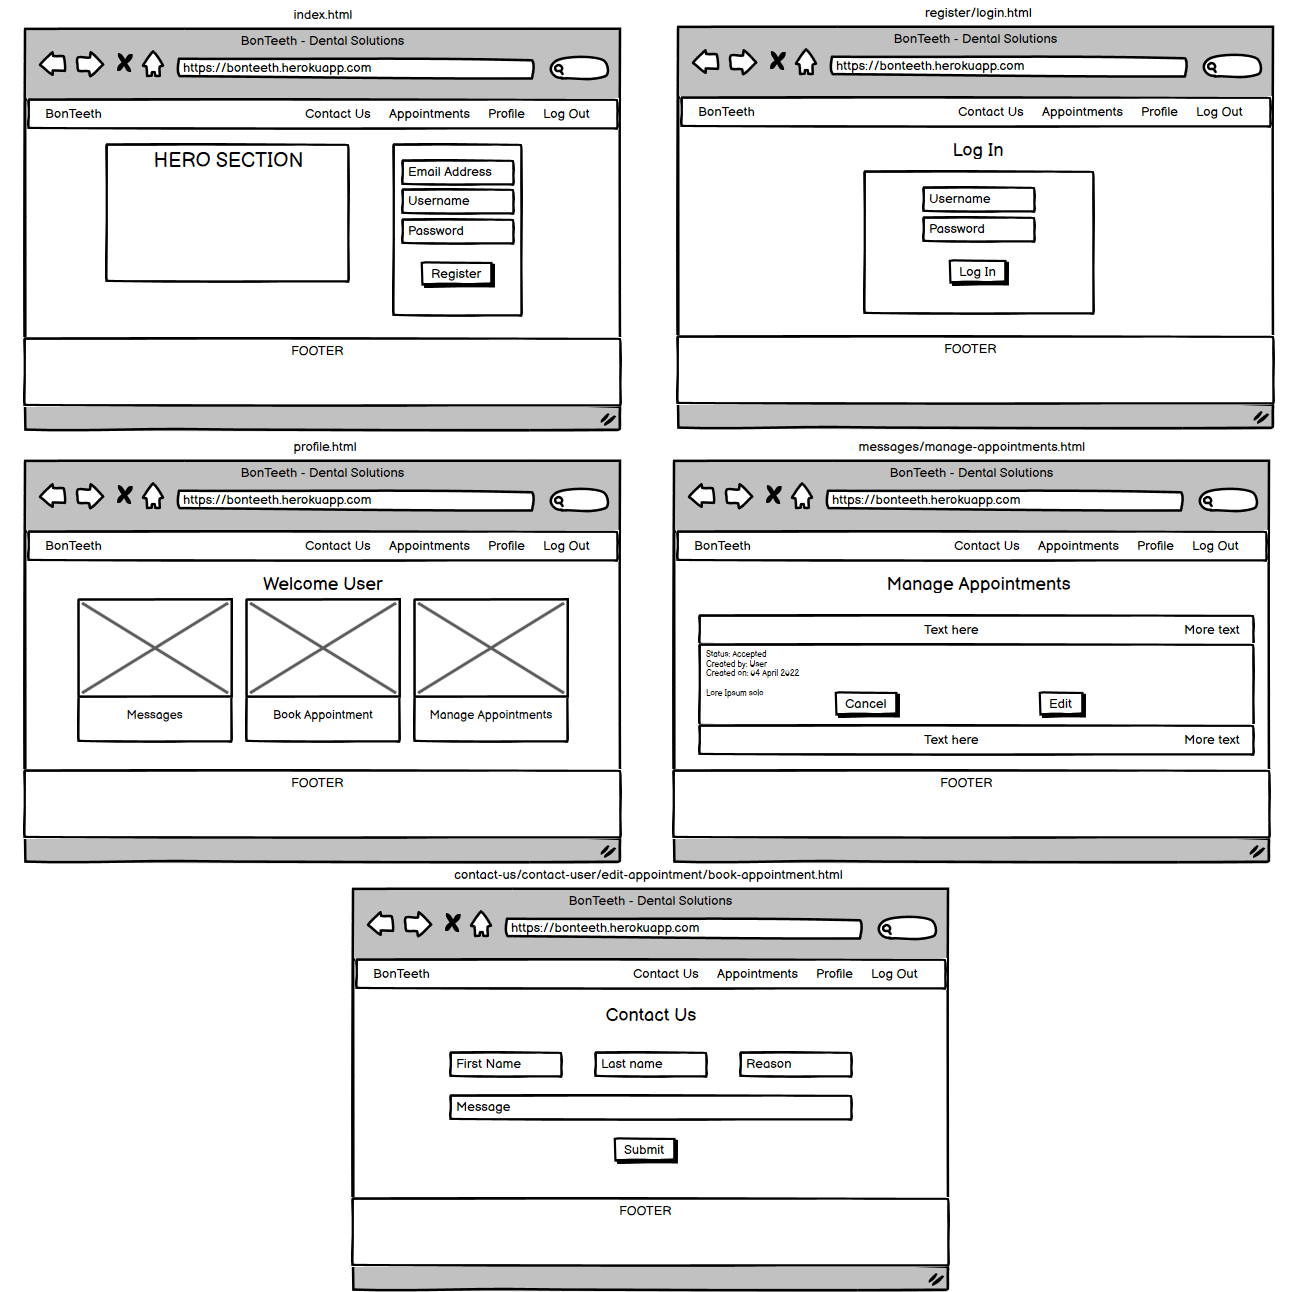 index.html
BonTeeth - Dental Solutions
https://bonteeth.herokuapp.com
BonTeeth Contact Us Appointments Profile Log Out
HERO SECTION
Email Address
Username
Password
Register
FOOTER
register/login.html
BonTeeth - Dental Solutions
https://bonteeth.herokuapp.com
BonTeeth Contact Us Appointments Profile Log Out
Log In
Username
Password
Log In
FOOTER
profile.html
BonTeeth - Dental Solutions
https://bonteeth.herokuapp.com
BonTeeth Contact Us Appointments Profile Log Out
Welcome User
Messages Book Appointment Manage Appointments
FOOTER
messages/manage-appointments.html
BonTeeth - Dental Solutions
https://bonteeth.herokuapp.com
BonTeeth Contact Us Appointments Profile Log Out
Manage Appointments
Text here More text
Status: Accepted
Created by: User
Created on: 04 April 2022
Lore Ipsum solo
Cancel Edit
Text here More text
FOOTER
contact-us/contact-user/edit-appointment/book-appointment.html
BonTeeth - Dental Solutions
https://bonteeth.herokuapp.com
BonTeeth Contact Us Appointments Profile Log Out
Contact Us
First Name Last name Reason
Message
Submit
FOOTER